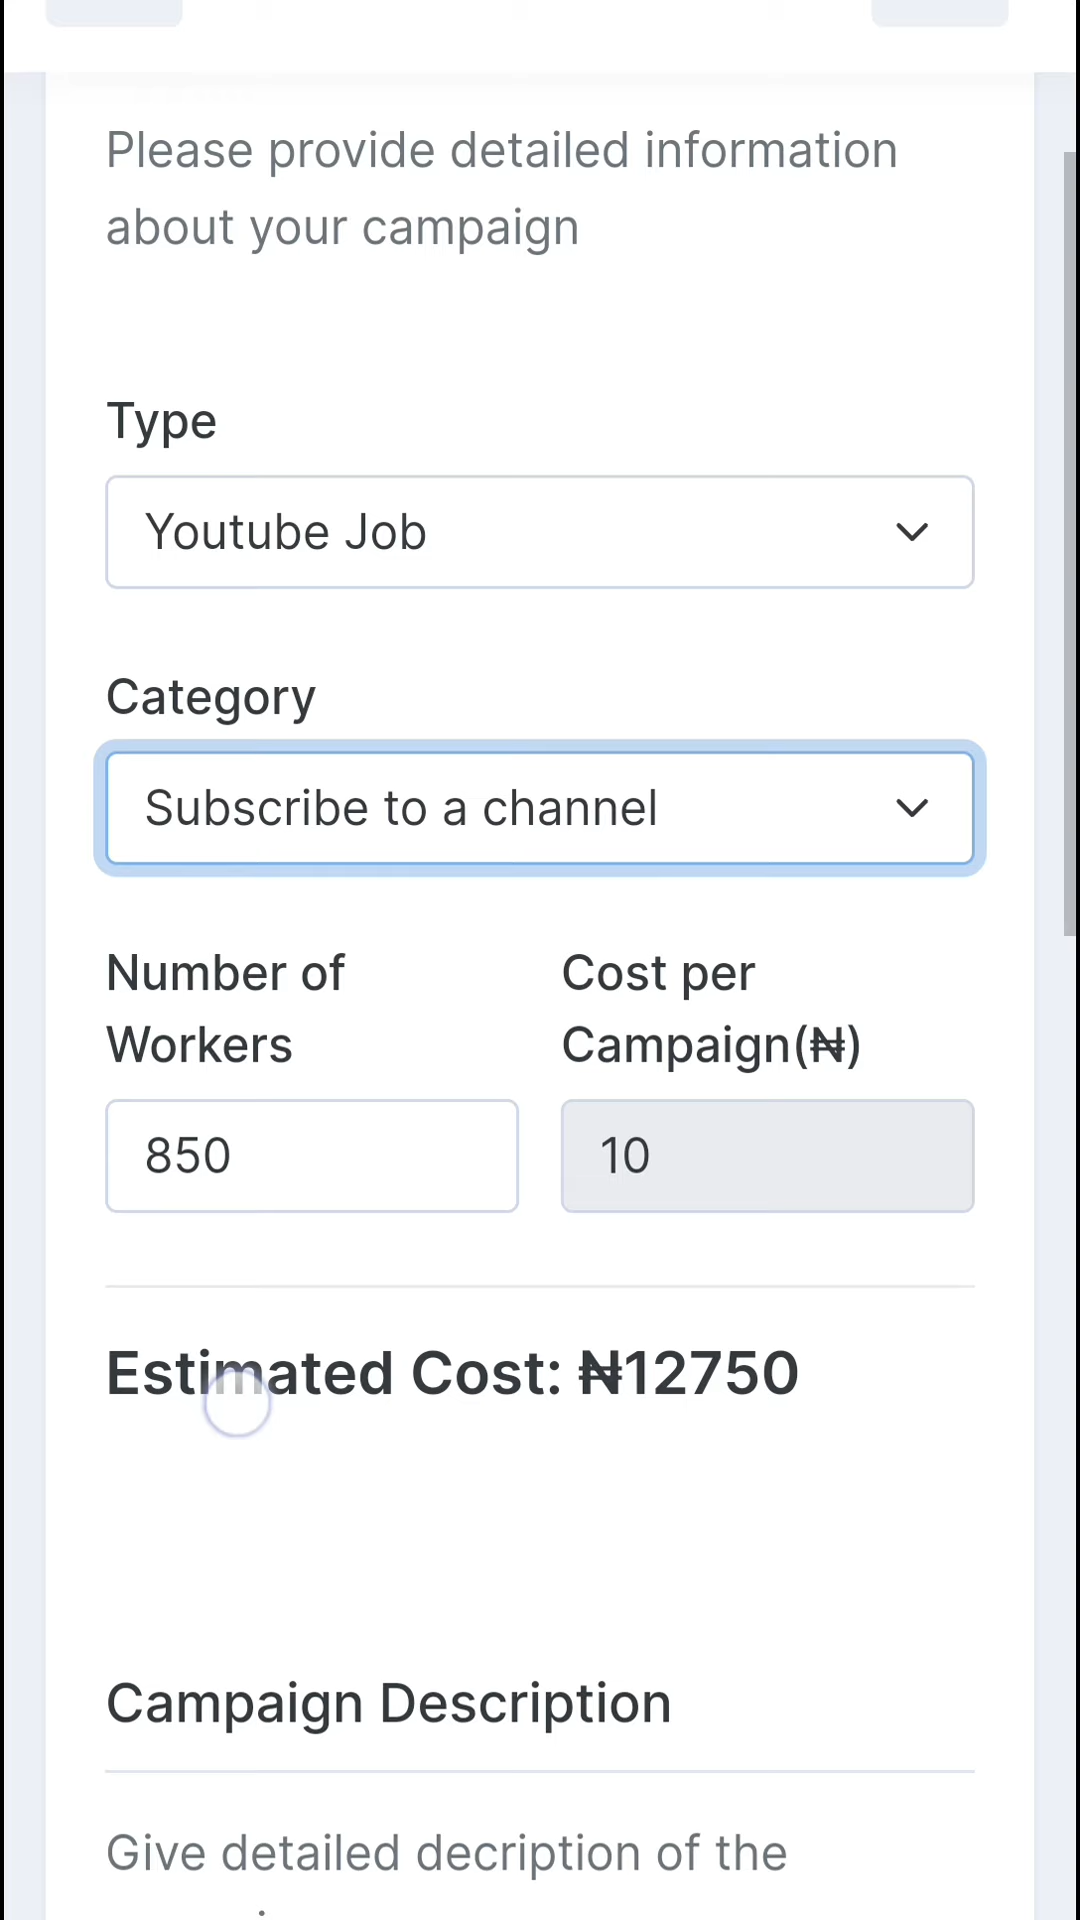 Please provide detailed information
about your campaign
Type
Youtube Job
Category
Subscribe to a channel
Number of
Workers
Cost per
Campaign(₦)
850
10
Estimated Cost: ₦12750
Campaign Description
Give detailed decription of the